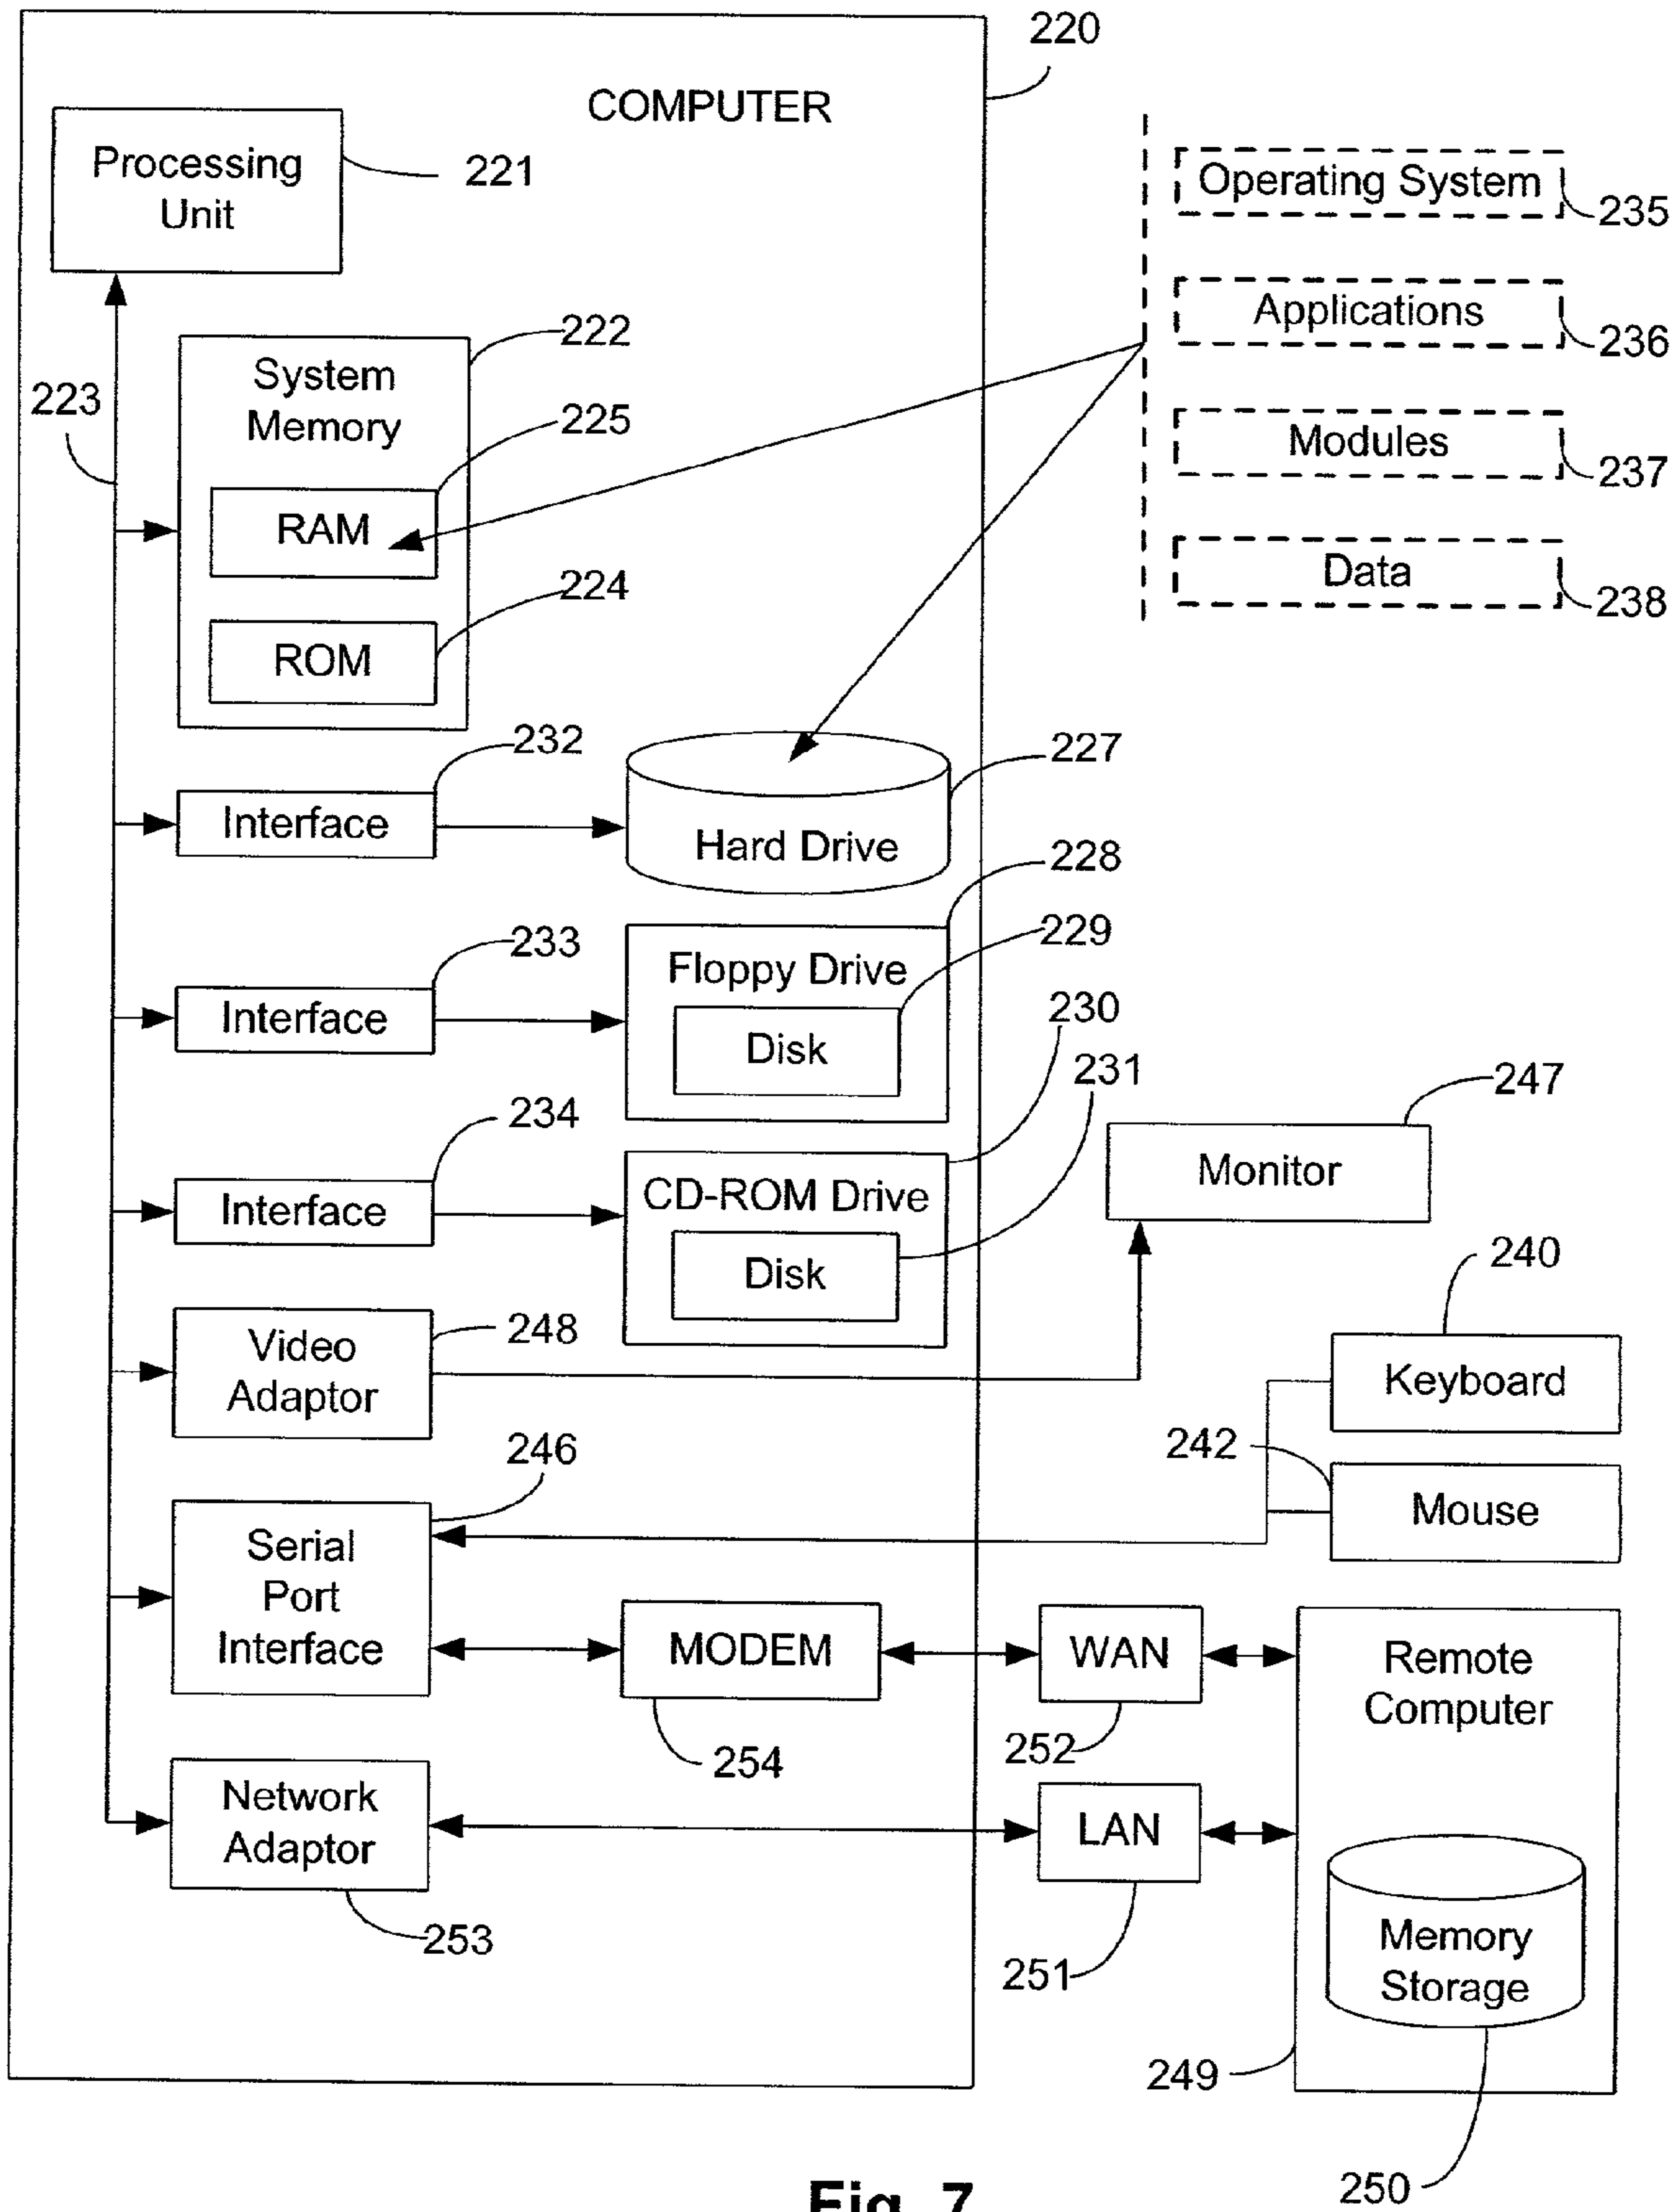 220
COMPUTER
Processing
Unit
221
Operating System
235
Applications
236
Modules
237
Data
238
222
System
Memory
223
225
RAM
224
ROM
232
Interface
227
Hard Drive
228
233
Interface
229
Floppy Drive
Disk
230
231
234
Interface
CD-ROM Drive
Disk
247
Monitor
248
Video
Adaptor
240
Keyboard
242
Mouse
246
Serial
Port
Interface
MODEM
254
WAN
252
Remote
Computer
Network
Adaptor
253
LAN
251
Memory
Storage
249
250
Fig. 7